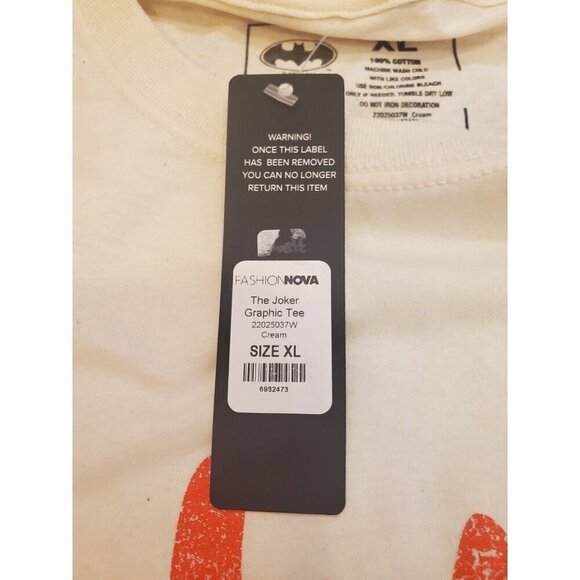 XL
100% COTTON
MACHINE WASH COLD
WITH LIKE COLORS
USE NON-CHLORINE BLEACH
ONLY IF NEEDED. TUMBLE DRY LOW
DO NOT IRON DECORATION
22025037W Cream
WARNING!
ONCE THIS LABEL
HAS BEEN REMOVED
YOU CAN NO LONGER
RETURN THIS ITEM
FASHIONNOVA
The Joker
Graphic Tee
22025037W
Cream
SIZE XL
6982473